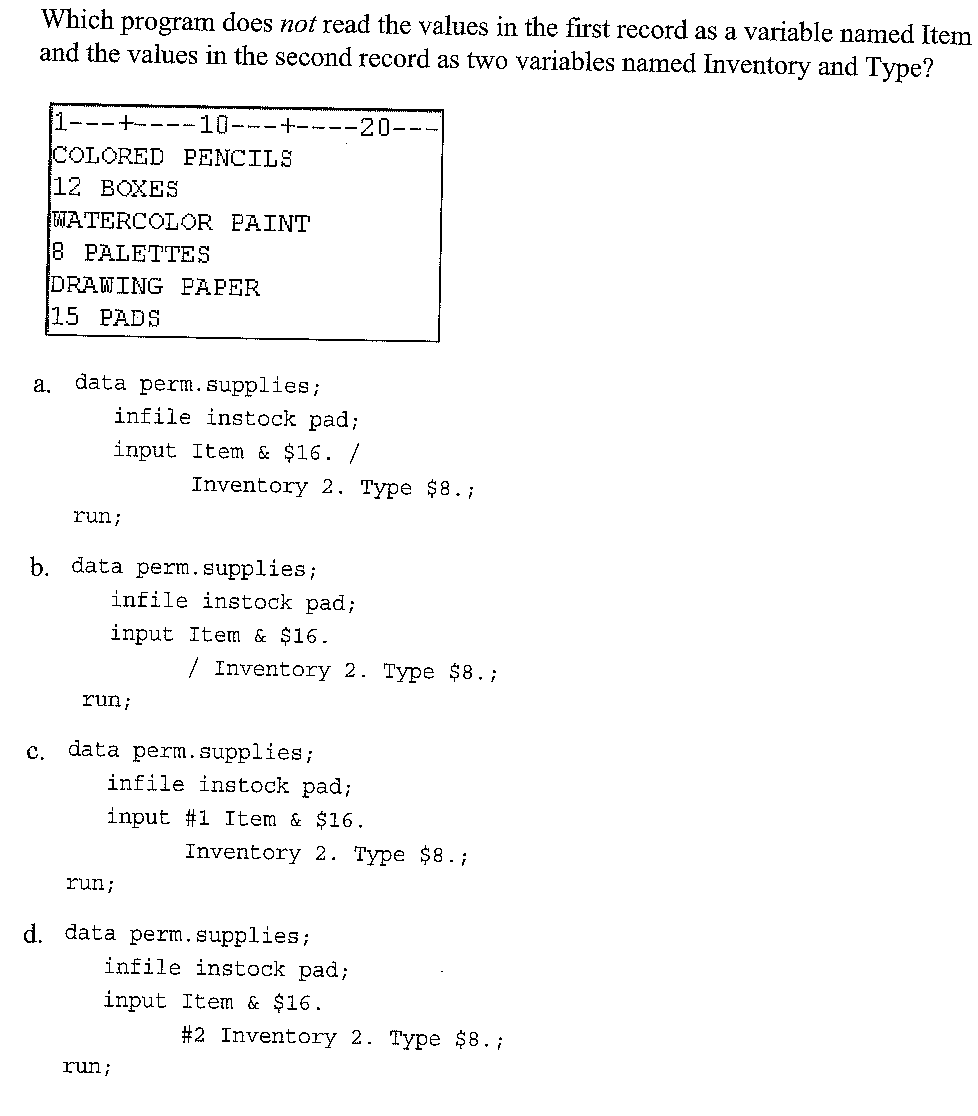 Which program does not read the values in the first record as a variable named Item
and the values in the second record as two variables named Inventory and Type?
1---+----10---+----20---
COLORED PENCILS
12 BOXES
WATERCOLOR PAINT
8 PALETTES
DRAWING PAPER
15 PADS
a. data perm.supplies;
infile instock pad;
input Item & $16. /
Inventory 2. Type $8.;
run;
b. data perm.supplies;
infile instock pad;
input Item & $16.
/ Inventory 2. Type $8.;
run;
c. data perm.supplies;
infile instock pad;
input #1 Item & $16.
Inventory 2. Type $8.;
run;
d. data perm.supplies;
infile instock pad;
input Item & $16.
#2 Inventory 2. Type $8.;
run;